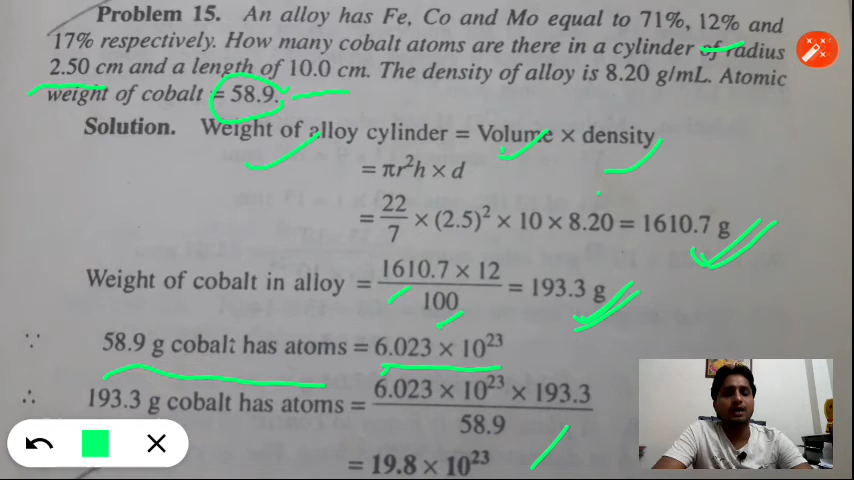 Problem 15. An alloy has Fe, Co and Mo equal to 71%, 12% and
17% respectively. How many cobalt atoms are there in a cylinder of radius
2.50 cm and a length of 10.0 cm. The density of alloy is 8.20 g/mL. Atomic
weight of cobalt = 58.9.
Solution. Weight of alloy cylinder = Volume × density
= πr²h × d
= 22/7 × (2.5)² × 10 × 8.20 = 1610.7 g
Weight of cobalt in alloy = 1610.7 × 12 / 100 = 193.3 g
∵ 58.9 g cobalt has atoms = 6.023 × 10²³
∴ 193.3 g cobalt has atoms = 6.023 × 10²³ × 193.3 / 58.9
= 19.8 × 10²³